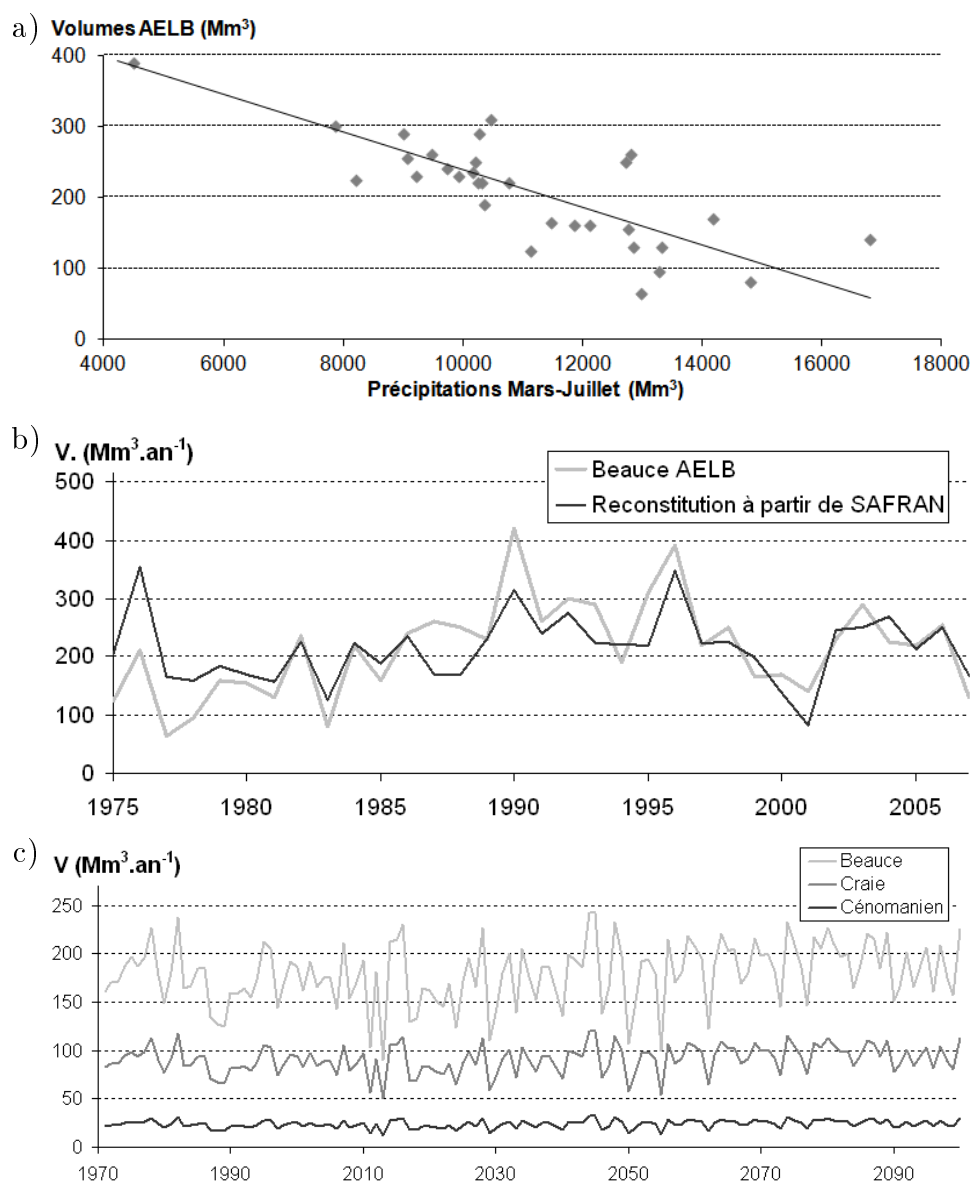 a) Volumes AELB (Mm³)
400
300
200
100
0
4000 6000 8000 10000 12000 14000 16000 18000
Précipitations Mars-Juillet (Mm³)
b) V. (Mm³.an⁻¹)
Beauce AELB
Reconstitution à partir de SAFRAN
500
400
300
200
100
0
1975 1980 1985 1990 1995 2000 2005
c) V (Mm³.an⁻¹)
Beauce
Craie
Cénomanien
250
200
150
100
50
0
1970 1990 2010 2030 2050 2070 2090